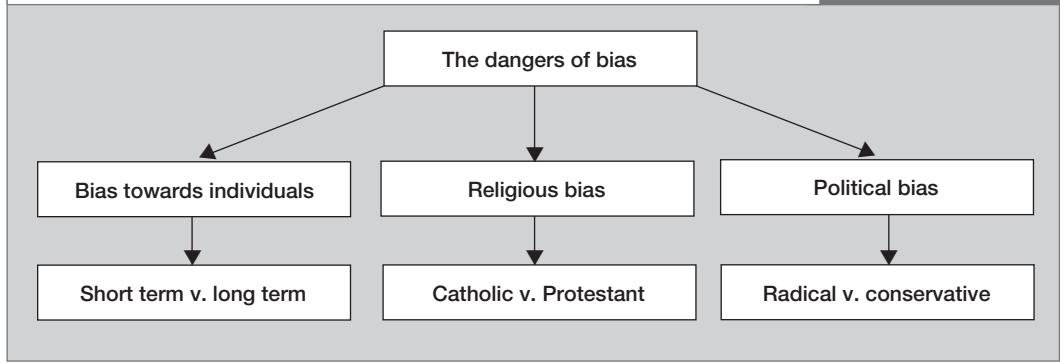 The dangers of bias
Bias towards individuals
Religious bias
Political bias
Short term v. long term
Catholic v. Protestant
Radical v. conservative